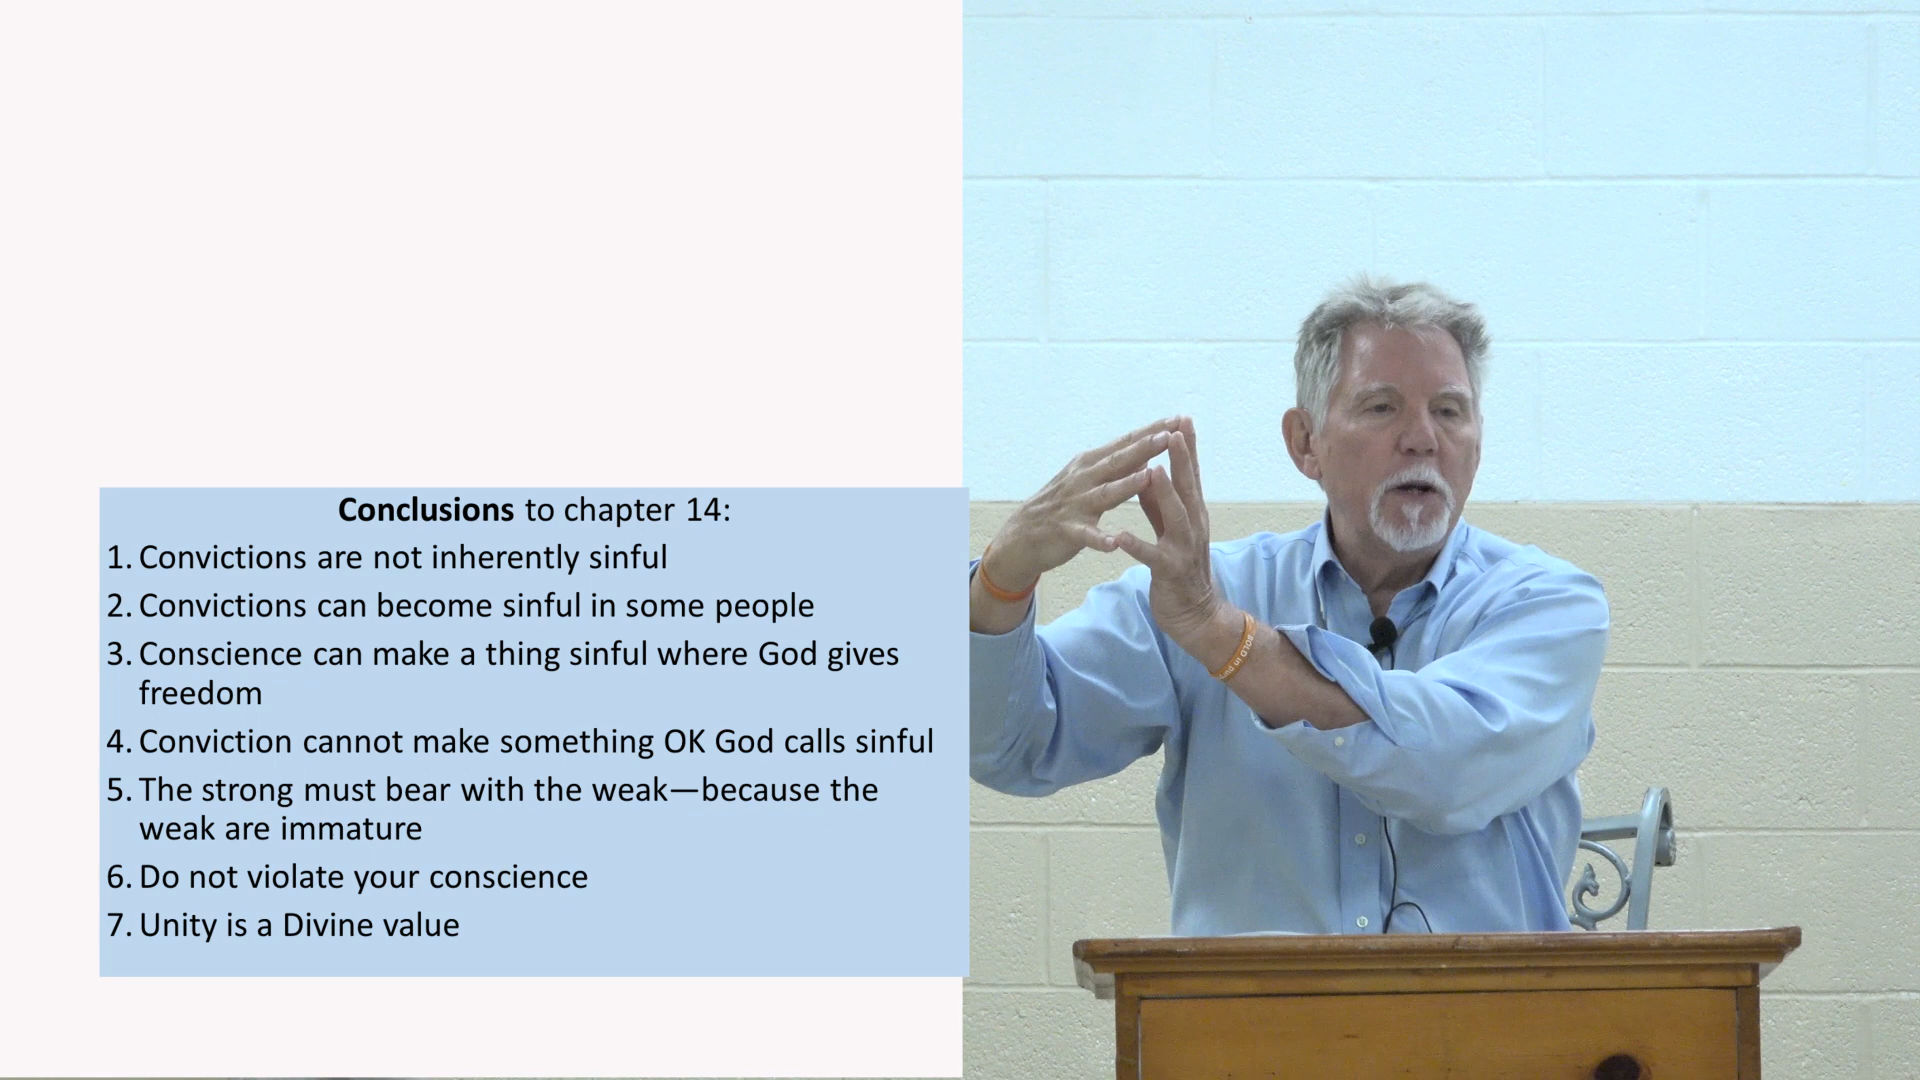 Conclusions to chapter 14:
1. Convictions are not inherently sinful
2. Convictions can become sinful in some people
3. Conscience can make a thing sinful where God gives
freedom
4. Conviction cannot make something OK God calls sinful
5. The strong must bear with the weak—because the
weak are immature
6. Do not violate your conscience
7. Unity is a Divine value
BOLD in